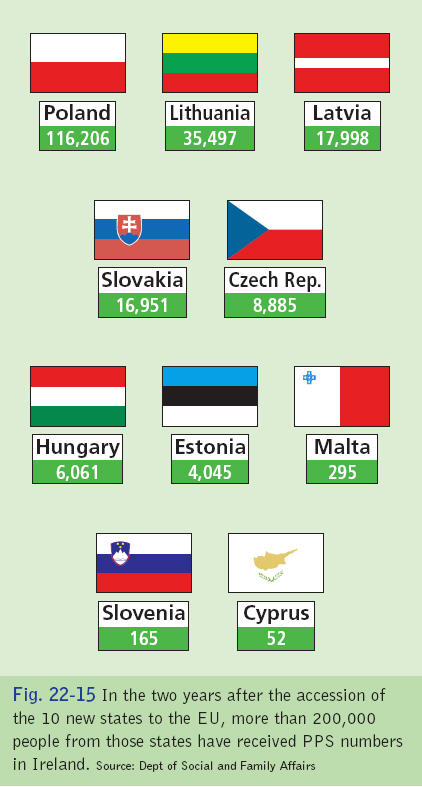 Poland Lithuania Latvia
116,206 35,497 17,998
Slovakia Czech Rep.
16,951 8,885
Hungary Estonia Malta
6,061 4,045 295
Slovenia Cyprus
165 52
Fig. 22-15 In the two years after the accession of
the 10 new states to the EU, more than 200,000
people from those states have received PPS numbers
in Ireland. Source: Dept of Social and Family Affairs